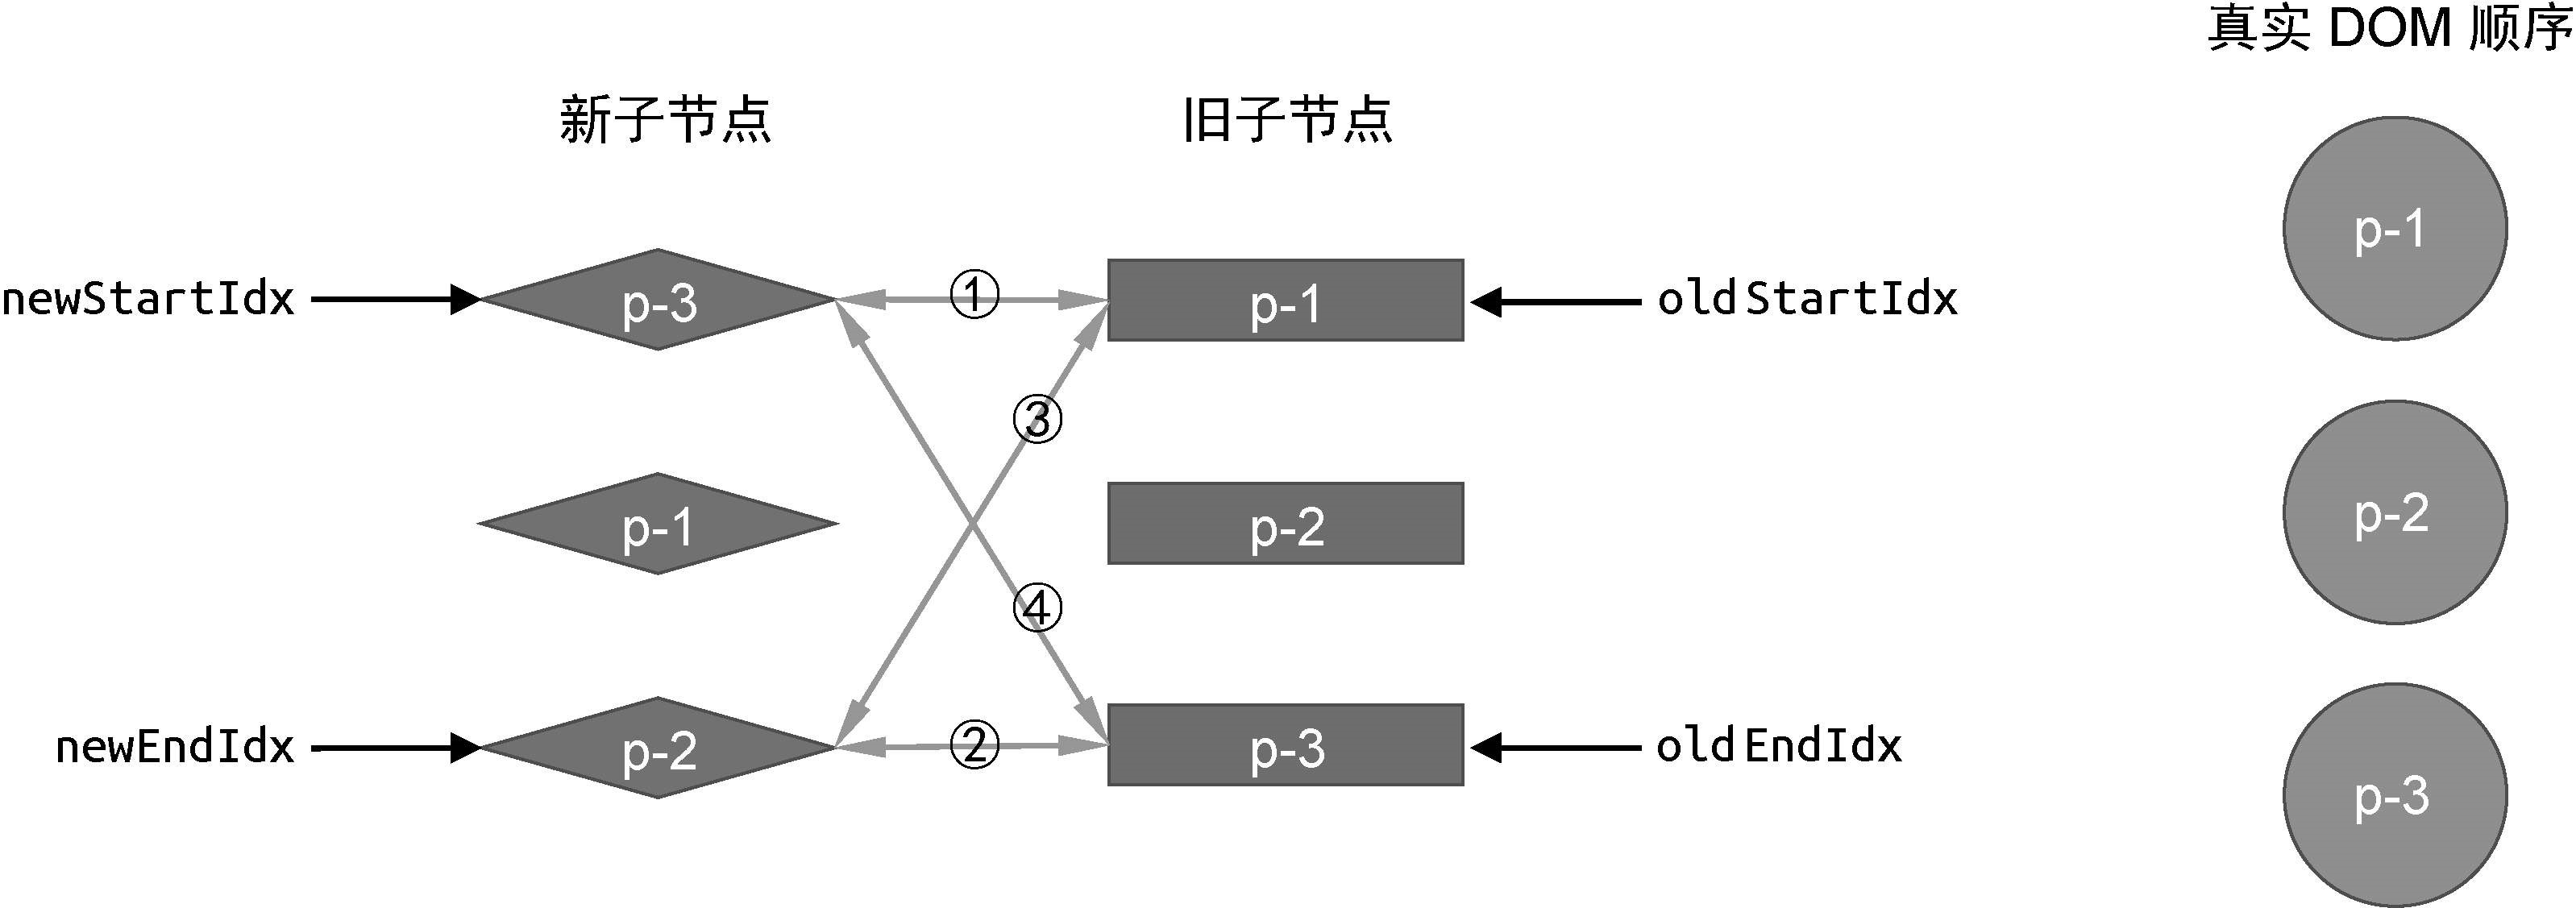 真实 DOM 顺序
新子节点
旧子节点
p-1
newStartIdx
p-3
①
p-1
oldStartIdx
③
p-1
p-2
p-2
④
newEndIdx
p-2
②
p-3
oldEndIdx
p-3